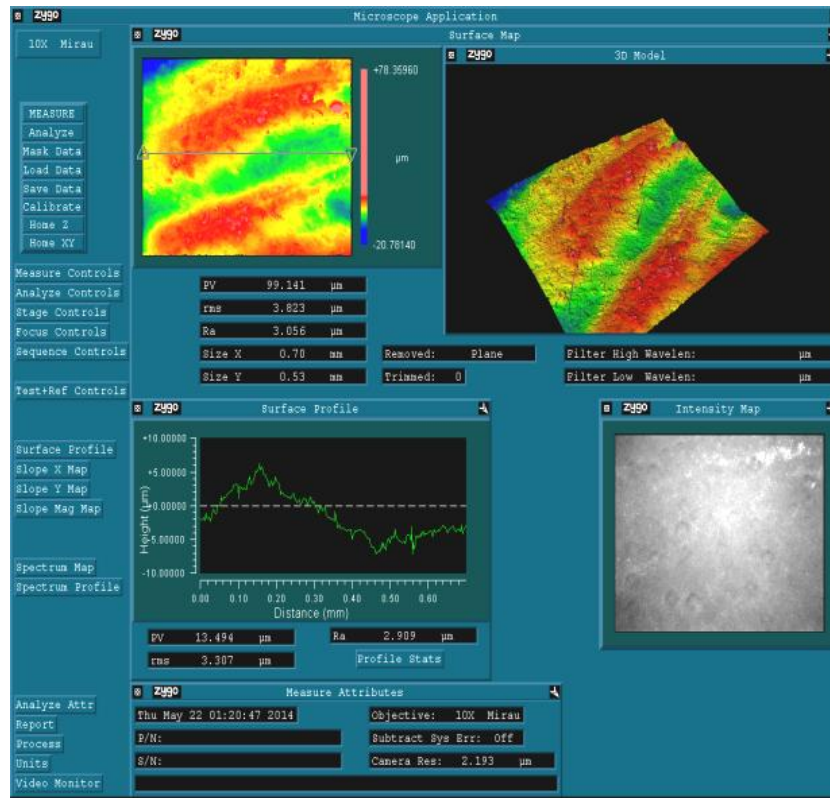 zygo Microscope Application
10X Mirau
MEASURE
Analyze
Mask Data
Load Data
Save Data
Calibrate
Home Z
Home XY
Measure Controls
Analyze Controls
Stage Controls
Focus Controls
Sequence Controls
Test+Ref Controls
Surface Profile
Slope X Map
Slope Y Map
Slope Mag Map
Spectrum Map
Spectrum Profile
Analyze Attr
Report
Process
Units
Video Monitor
zygo Surface Map
+78.35960
µm
-20.78140
PV 99.141 µm
rms 3.823 µm
Ra 3.056 µm
Size X 0.70 mm
Size Y 0.53 mm
Removed: Plane
Trimmed: 0
Filter High Wavelen: µm
Filter Low Wavelen: µm
zygo 3D Model
zygo Surface Profile
+10.00000
+5.00000
0.00000
-5.00000
-10.00000
Height (µm)
0.00 0.10 0.20 0.30 0.40 0.50 0.60
Distance (mm)
PV 13.494 µm
rms 3.307 µm
Ra 2.909 µm
Profile Stats
zygo Intensity Map
zygo Measure Attributes
Thu May 22 01:20:47 2014
P/N:
S/N:
Objective: 10X Mirau
Subtract Sys Err: Off
Camera Res: 2.193 µm